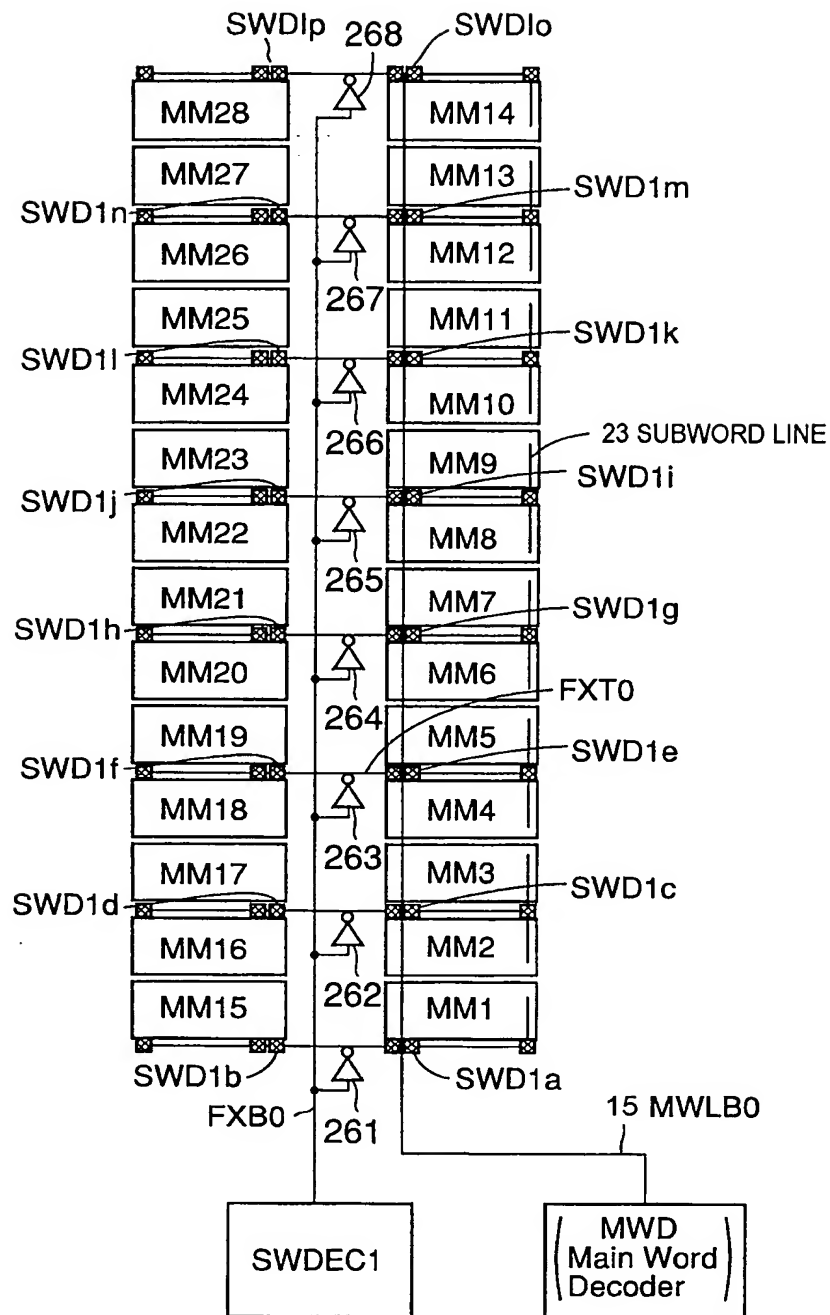 SWDIp 268 SWDIo
MM28 MM14
MM27 MM13
SWD1n SWD1m
MM26 MM12
267
MM25 MM11
SWD1l SWD1k
MM24 MM10
266
MM23 MM9 23 SUBWORD LINE
SWD1j SWD1i
MM22 MM8
265
MM21 MM7
SWD1h SWD1g
MM20 MM6
264 FXT0
MM19 MM5
SWD1f SWD1e
MM18 MM4
263
MM17 MM3
SWD1d SWD1c
MM16 MM2
262
MM15 MM1
SWD1b SWD1a
FXB0 261
15 MWLB0
SWDEC1
MWD
Main Word
Decoder